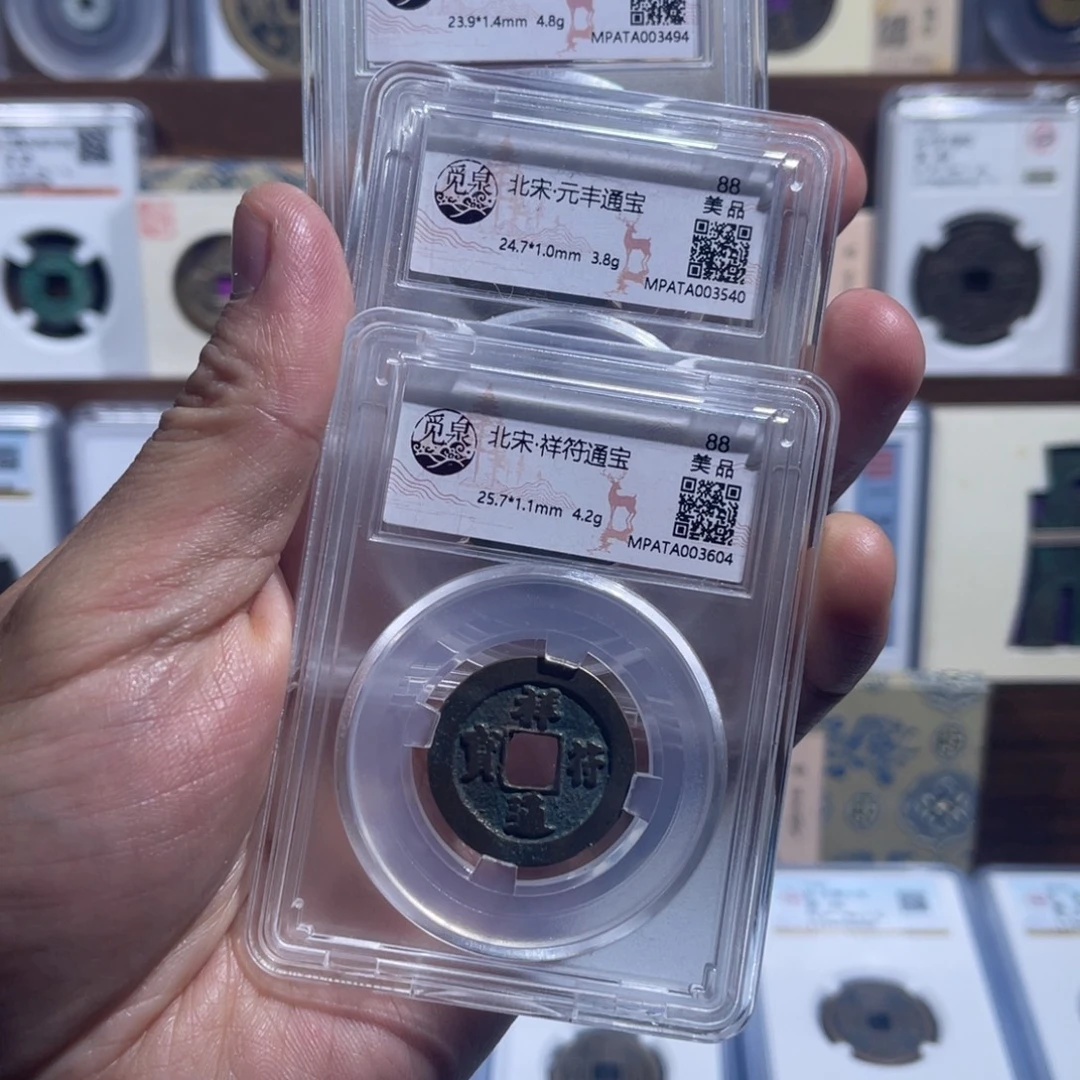 23.9*1.4mm 4.8g
MPATA003494
觅泉
北宋·元丰通宝
88
美品
24.7*1.0mm 3.8g
MPATA003540
觅泉
北宋·祥符通宝
88
美品
25.7*1.1mm 4.2g
MPATA003604
祥
寳 符
通